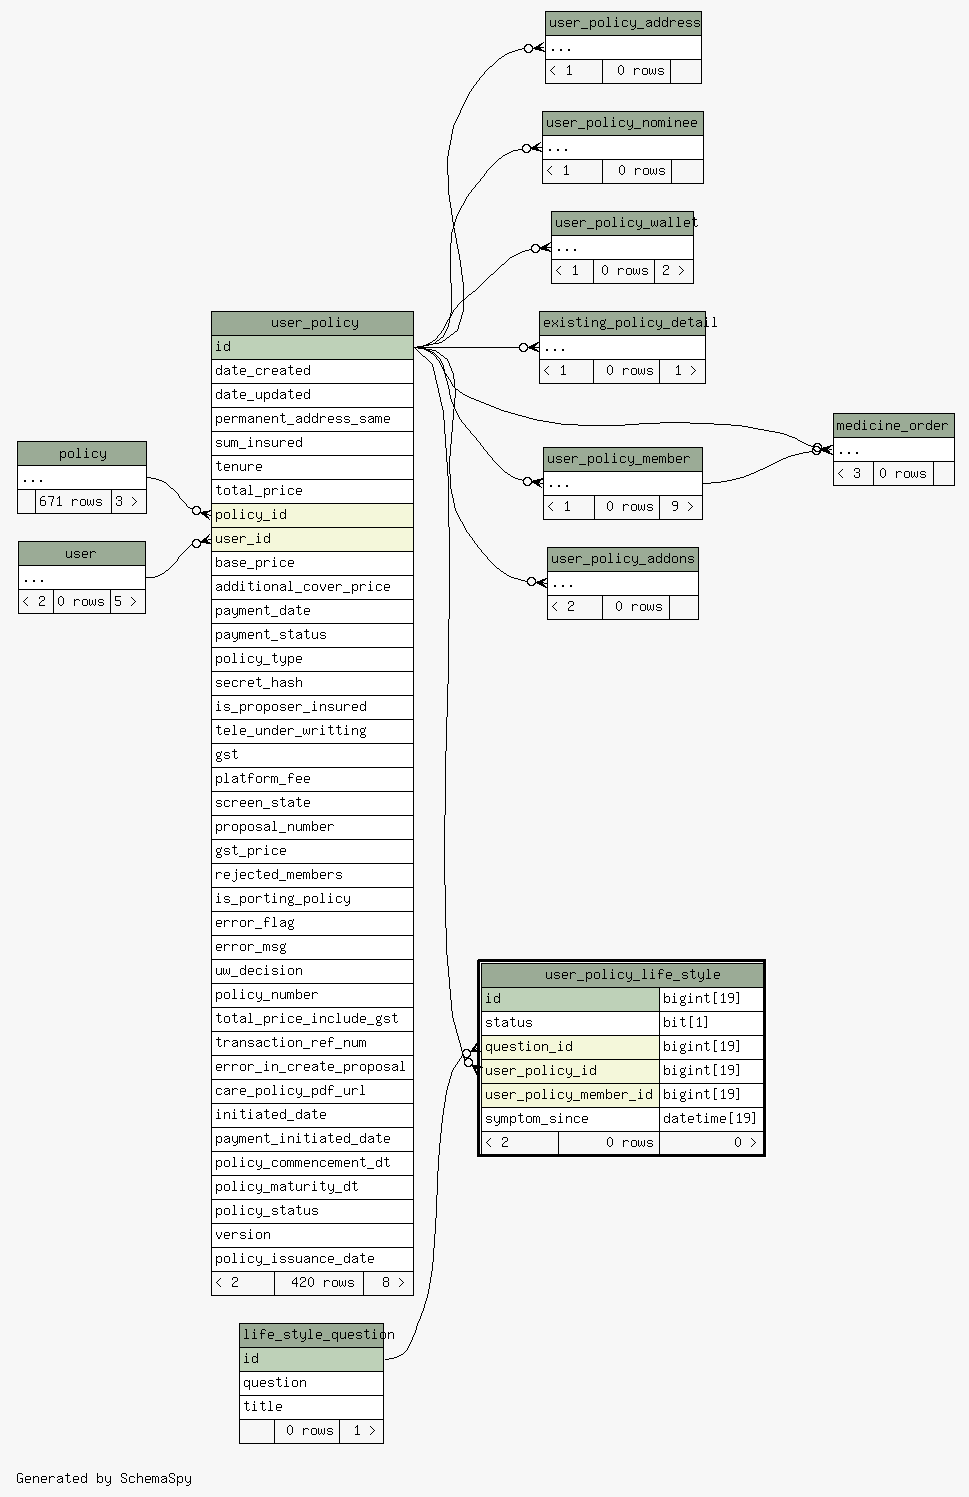 user_policy_address
...
< 1 0 rows
user_policy_nominee
...
< 1 0 rows
user_policy_wallet
...
< 1 0 rows 2 >
existing_policy_detail
...
< 1 0 rows 1 >
medicine_order
...
< 3 0 rows
user_policy_member
...
< 1 0 rows 9 >
user_policy_addons
...
< 2 0 rows
policy
...
671 rows 3 >
user
...
< 2 0 rows 5 >
user_policy
id
date_created
date_updated
permanent_address_same
sum_insured
tenure
total_price
policy_id
user_id
base_price
additional_cover_price
payment_date
payment_status
policy_type
secret_hash
is_proposer_insured
tele_under_writting
gst
platform_fee
screen_state
proposal_number
gst_price
rejected_members
is_porting_policy
error_flag
error_msg
uw_decision
policy_number
total_price_include_gst
transaction_ref_num
error_in_create_proposal
care_policy_pdf_url
initiated_date
payment_initiated_date
policy_commencement_dt
policy_maturity_dt
policy_status
version
policy_issuance_date
< 2 420 rows 8 >
user_policy_life_style
id bigint[19]
status bit[1]
question_id bigint[19]
user_policy_id bigint[19]
user_policy_member_id bigint[19]
symptom_since datetime[19]
< 2 0 rows 0 >
life_style_question
id
question
title
0 rows 1 >
Generated by SchemaSpy